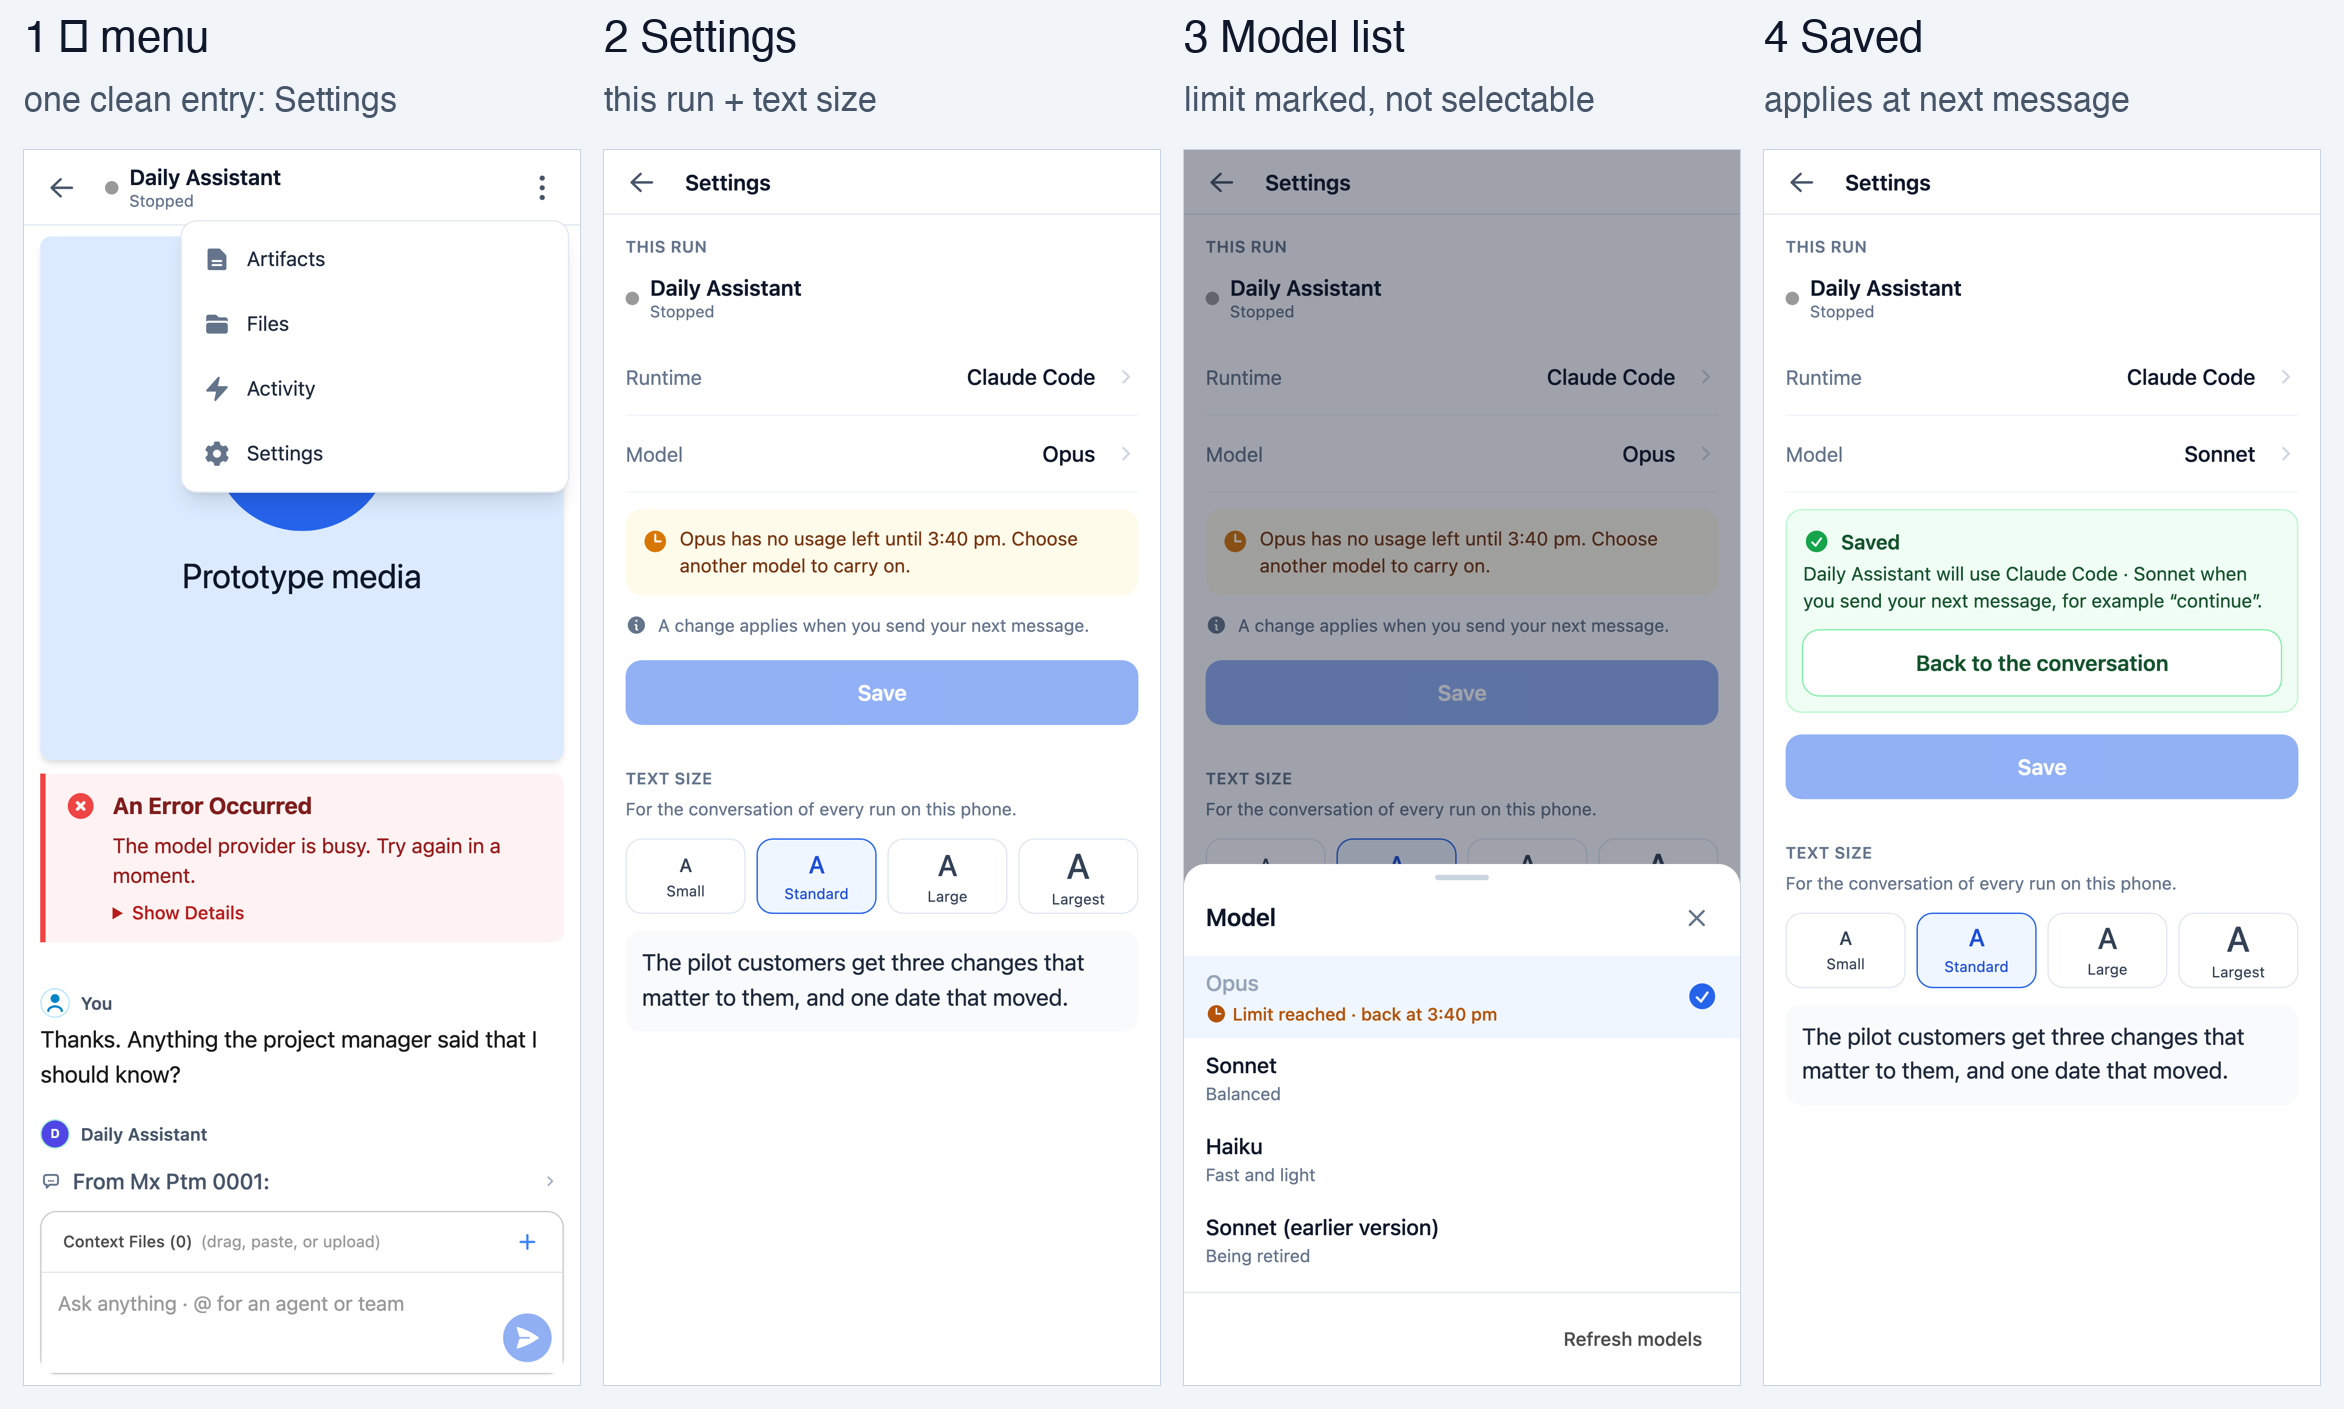 1 menu
one clean entry: Settings
Daily Assistant
Stopped
Artifacts
Files
Activity
Settings
Prototype media
An Error Occurred
The model provider is busy. Try again in a
moment.
Show Details
You
Thanks. Anything the project manager said that I
should know?
D
Daily Assistant
From Mx Ptm 0001:
Context Files (0) (drag, paste, or upload)
Ask anything · @ for an agent or team
2 Settings
this run + text size
Settings
THIS RUN
Daily Assistant
Stopped
Runtime Claude Code
Model Opus
Opus has no usage left until 3:40 pm. Choose
another model to carry on.
A change applies when you send your next message.
Save
TEXT SIZE
For the conversation of every run on this phone.
A A A A
Small Standard Large Largest
The pilot customers get three changes that
matter to them, and one date that moved.
3 Model list
limit marked, not selectable
Settings
THIS RUN
Daily Assistant
Stopped
Runtime Claude Code
Model Opus
Opus has no usage left until 3:40 pm. Choose
another model to carry on.
A change applies when you send your next message.
Save
TEXT SIZE
For the conversation of every run on this phone.
A A A A
Model
Opus
Limit reached · back at 3:40 pm
Sonnet
Balanced
Haiku
Fast and light
Sonnet (earlier version)
Being retired
Refresh models
4 Saved
applies at next message
Settings
THIS RUN
Daily Assistant
Stopped
Runtime Claude Code
Model Sonnet
Saved
Daily Assistant will use Claude Code · Sonnet when
you send your next message, for example “continue”.
Back to the conversation
Save
TEXT SIZE
For the conversation of every run on this phone.
A A A A
Small Standard Large Largest
The pilot customers get three changes that
matter to them, and one date that moved.